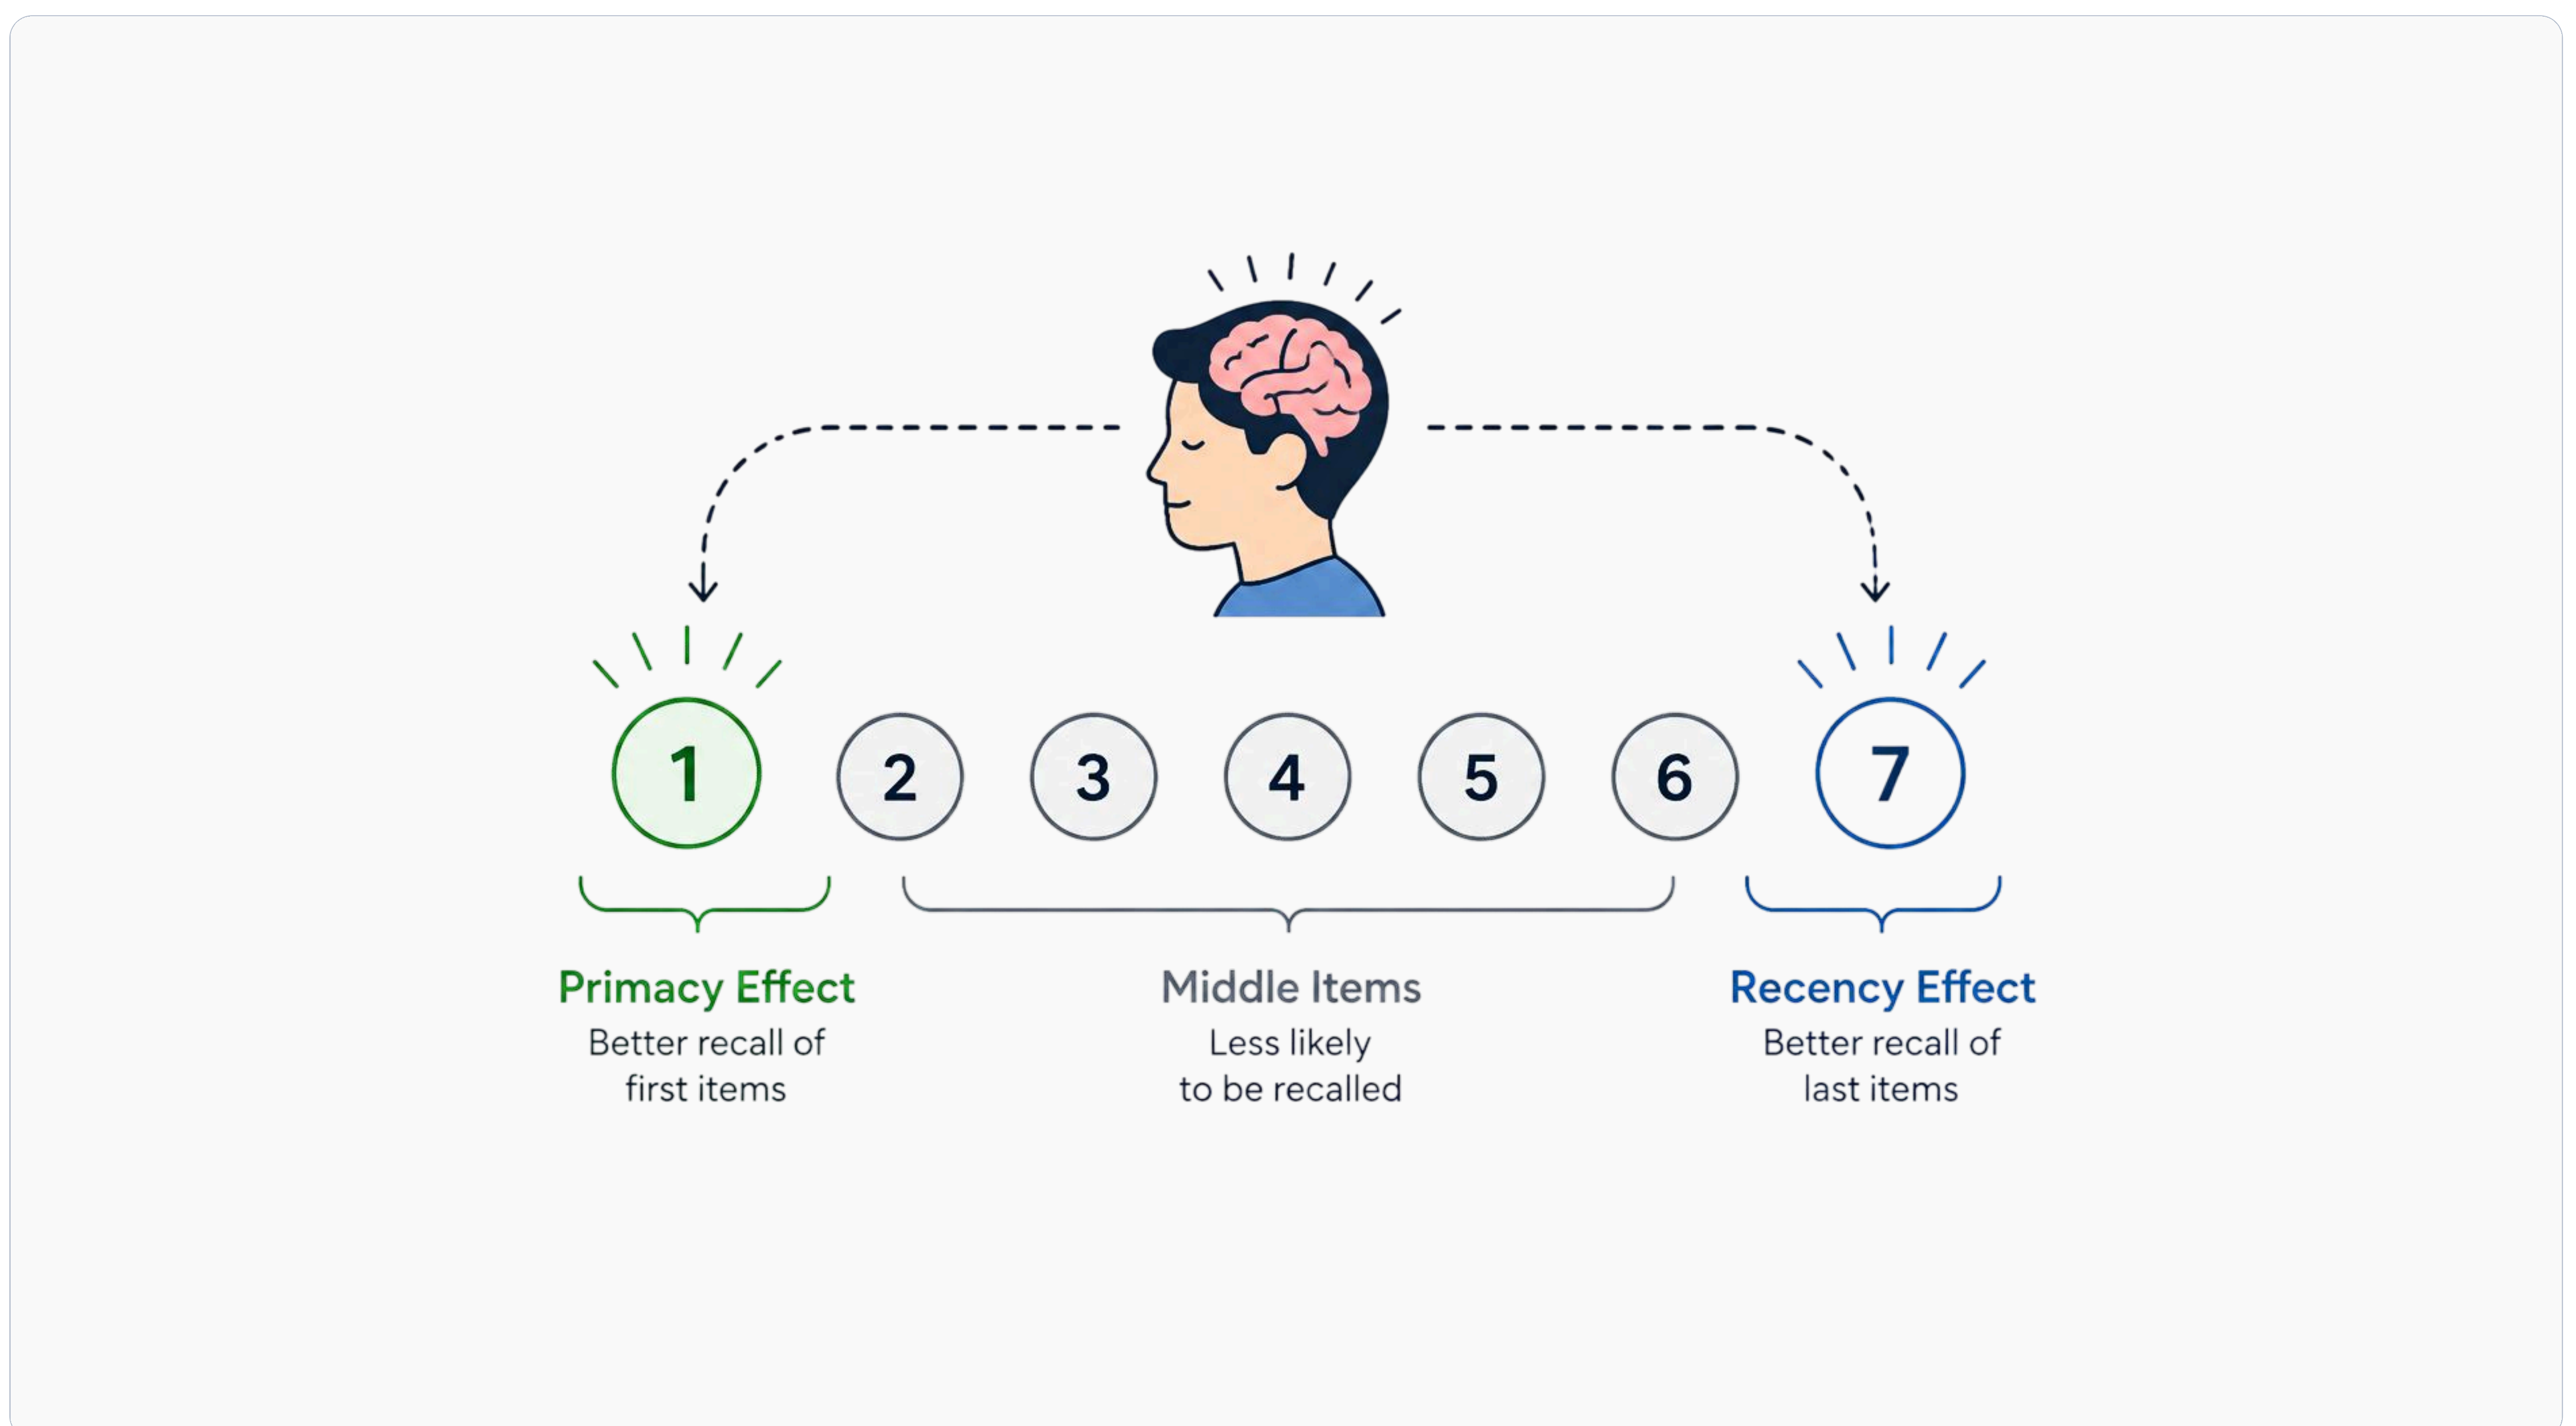 1 2 3 4 5 6 7
Primacy Effect
Better recall of
first items
Middle Items
Less likely
to be recalled
Recency Effect
Better recall of
last items